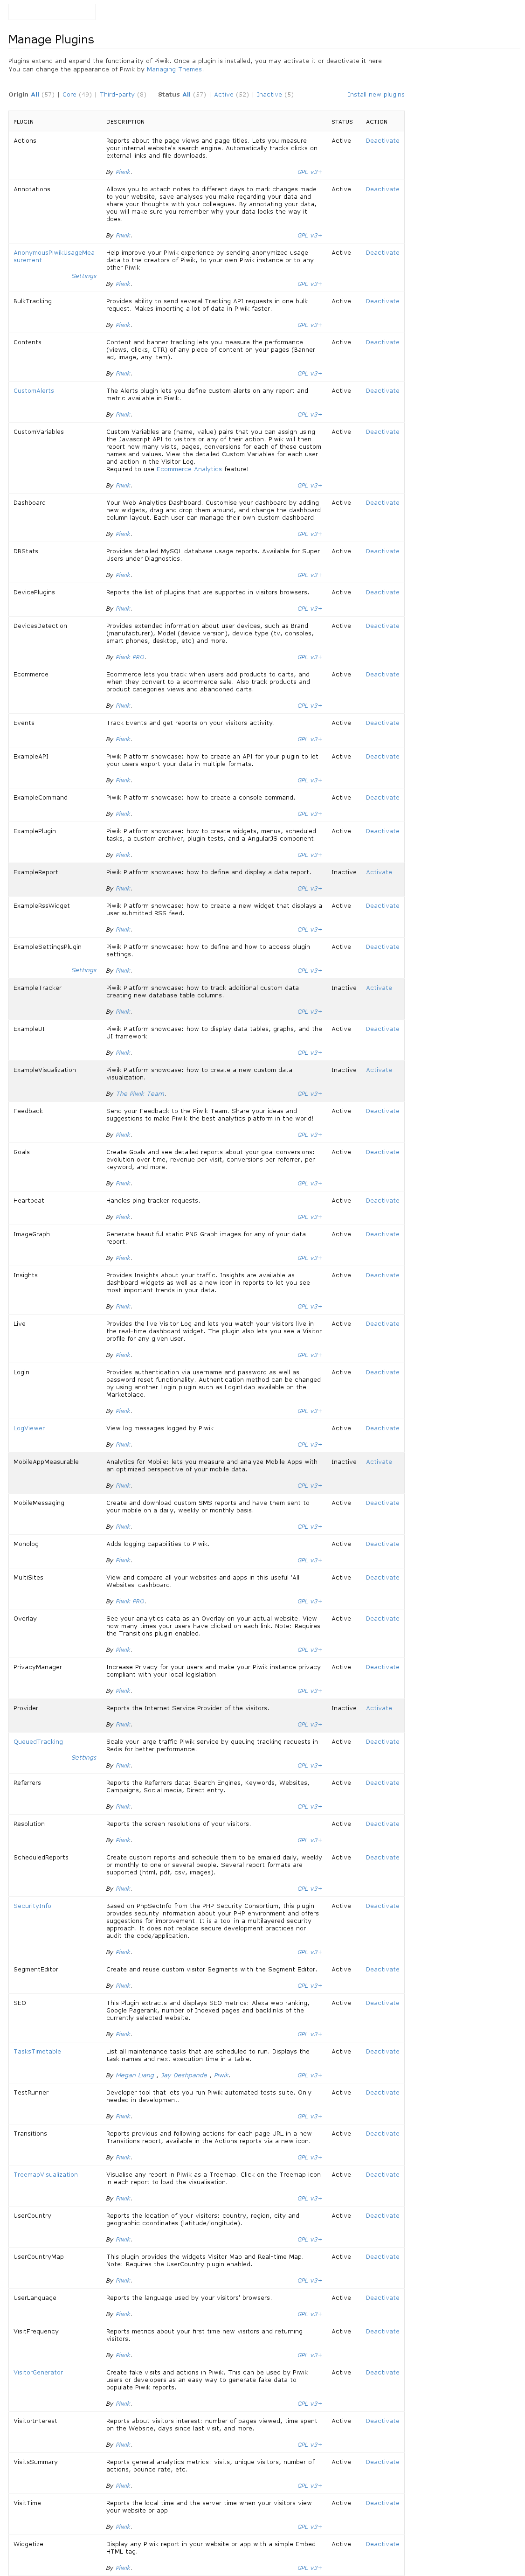 Manage Plugins
Plugins extend and expand the functionality of Piwik. Once a plugin is installed, you may activate it or deactivate it here.
You can change the appearance of Piwik by Managing Themes.
Origin All (57) | Core (49) | Third-party (8) Status All (57) | Active (52) | Inactive (5) Install new plugins
PLUGIN DESCRIPTION STATUS ACTION
Actions Reports about the page views and page titles. Lets you measure Active Deactivate
your internal website's search engine. Automatically tracks clicks on
external links and file downloads.
By Piwik. GPL v3+
Annotations Allows you to attach notes to different days to mark changes made Active Deactivate
to your website, save analyses you make regarding your data and
share your thoughts with your colleagues. By annotating your data,
you will make sure you remember why your data looks the way it
does.
By Piwik. GPL v3+
AnonymousPiwikUsageMea Help improve your Piwik experience by sending anonymized usage Active Deactivate
surement data to the creators of Piwik, to your own Piwik instance or to any
other Piwik
Settings
By Piwik. GPL v3+
BulkTracking Provides ability to send several Tracking API requests in one bulk Active Deactivate
request. Makes importing a lot of data in Piwik faster.
By Piwik. GPL v3+
Contents Content and banner tracking lets you measure the performance Active Deactivate
(views, clicks, CTR) of any piece of content on your pages (Banner
ad, image, any item).
By Piwik. GPL v3+
CustomAlerts The Alerts plugin lets you define custom alerts on any report and Active Deactivate
metric available in Piwik.
By Piwik. GPL v3+
CustomVariables Custom Variables are (name, value) pairs that you can assign using Active Deactivate
the Javascript API to visitors or any of their action. Piwik will then
report how many visits, pages, conversions for each of these custom
names and values. View the detailed Custom Variables for each user
and action in the Visitor Log.
Required to use Ecommerce Analytics feature!
By Piwik. GPL v3+
Dashboard Your Web Analytics Dashboard. Customise your dashboard by adding Active Deactivate
new widgets, drag and drop them around, and change the dashboard
column layout. Each user can manage their own custom dashboard.
By Piwik. GPL v3+
DBStats Provides detailed MySQL database usage reports. Available for Super Active Deactivate
Users under Diagnostics.
By Piwik. GPL v3+
DevicePlugins Reports the list of plugins that are supported in visitors browsers. Active Deactivate
By Piwik. GPL v3+
DevicesDetection Provides extended information about user devices, such as Brand Active Deactivate
(manufacturer), Model (device version), device type (tv, consoles,
smart phones, desktop, etc) and more.
By Piwik PRO. GPL v3+
Ecommerce Ecommerce lets you track when users add products to carts, and Active Deactivate
when they convert to a ecommerce sale. Also track products and
product categories views and abandoned carts.
By Piwik. GPL v3+
Events Track Events and get reports on your visitors activity. Active Deactivate
By Piwik. GPL v3+
ExampleAPI Piwik Platform showcase: how to create an API for your plugin to let Active Deactivate
your users export your data in multiple formats.
By Piwik. GPL v3+
ExampleCommand Piwik Platform showcase: how to create a console command. Active Deactivate
By Piwik. GPL v3+
ExamplePlugin Piwik Platform showcase: how to create widgets, menus, scheduled Active Deactivate
tasks, a custom archiver, plugin tests, and a AngularJS component.
By Piwik. GPL v3+
ExampleReport Piwik Platform showcase: how to define and display a data report. Inactive Activate
By Piwik. GPL v3+
ExampleRssWidget Piwik Platform showcase: how to create a new widget that displays a Active Deactivate
user submitted RSS feed.
By Piwik. GPL v3+
ExampleSettingsPlugin Piwik Platform showcase: how to define and how to access plugin Active Deactivate
settings.
Settings By Piwik. GPL v3+
ExampleTracker Piwik Platform showcase: how to track additional custom data Inactive Activate
creating new database table columns.
By Piwik. GPL v3+
ExampleUI Piwik Platform showcase: how to display data tables, graphs, and the Active Deactivate
UI framework.
By Piwik. GPL v3+
ExampleVisualization Piwik Platform showcase: how to create a new custom data Inactive Activate
visualization.
By The Piwik Team. GPL v3+
Feedback Send your Feedback to the Piwik Team. Share your ideas and Active Deactivate
suggestions to make Piwik the best analytics platform in the world!
By Piwik. GPL v3+
Goals Create Goals and see detailed reports about your goal conversions: Active Deactivate
evolution over time, revenue per visit, conversions per referrer, per
keyword, and more.
By Piwik. GPL v3+
Heartbeat Handles ping tracker requests. Active Deactivate
By Piwik. GPL v3+
ImageGraph Generate beautiful static PNG Graph images for any of your data Active Deactivate
report.
By Piwik. GPL v3+
Insights Provides Insights about your traffic. Insights are available as Active Deactivate
dashboard widgets as well as a new icon in reports to let you see
most important trends in your data.
By Piwik. GPL v3+
Live Provides the live Visitor Log and lets you watch your visitors live in Active Deactivate
the real-time dashboard widget. The plugin also lets you see a Visitor
profile for any given user.
By Piwik. GPL v3+
Login Provides authentication via username and password as well as Active Deactivate
password reset functionality. Authentication method can be changed
by using another Login plugin such as LoginLdap available on the
Marketplace.
By Piwik. GPL v3+
LogViewer View log messages logged by Piwik Active Deactivate
By Piwik. GPL v3+
MobileAppMeasurable Analytics for Mobile: lets you measure and analyze Mobile Apps with Inactive Activate
an optimized perspective of your mobile data.
By Piwik. GPL v3+
MobileMessaging Create and download custom SMS reports and have them sent to Active Deactivate
your mobile on a daily, weekly or monthly basis.
By Piwik. GPL v3+
Monolog Adds logging capabilities to Piwik. Active Deactivate
By Piwik. GPL v3+
MultiSites View and compare all your websites and apps in this useful 'All Active Deactivate
Websites' dashboard.
By Piwik PRO. GPL v3+
Overlay See your analytics data as an Overlay on your actual website. View Active Deactivate
how many times your users have clicked on each link. Note: Requires
the Transitions plugin enabled.
By Piwik. GPL v3+
PrivacyManager Increase Privacy for your users and make your Piwik instance privacy Active Deactivate
compliant with your local legislation.
By Piwik. GPL v3+
Provider Reports the Internet Service Provider of the visitors. Inactive Activate
By Piwik. GPL v3+
QueuedTracking Scale your large traffic Piwik service by queuing tracking requests in Active Deactivate
Redis for better performance.
Settings
By Piwik. GPL v3+
Referrers Reports the Referrers data: Search Engines, Keywords, Websites, Active Deactivate
Campaigns, Social media, Direct entry.
By Piwik. GPL v3+
Resolution Reports the screen resolutions of your visitors. Active Deactivate
By Piwik. GPL v3+
ScheduledReports Create custom reports and schedule them to be emailed daily, weekly Active Deactivate
or monthly to one or several people. Several report formats are
supported (html, pdf, csv, images).
By Piwik. GPL v3+
SecurityInfo Based on PhpSecInfo from the PHP Security Consortium, this plugin Active Deactivate
provides security information about your PHP environment and offers
suggestions for improvement. It is a tool in a multilayered security
approach. It does not replace secure development practices nor
audit the code/application.
By Piwik. GPL v3+
SegmentEditor Create and reuse custom visitor Segments with the Segment Editor. Active Deactivate
By Piwik. GPL v3+
SEO This Plugin extracts and displays SEO metrics: Alexa web ranking, Active Deactivate
Google Pagerank, number of Indexed pages and backlinks of the
currently selected website.
By Piwik. GPL v3+
TasksTimetable List all maintenance tasks that are scheduled to run. Displays the Active Deactivate
task names and next execution time in a table.
By Megan Liang , Jay Deshpande , Piwik. GPL v3+
TestRunner Developer tool that lets you run Piwik automated tests suite. Only Active Deactivate
needed in development.
By Piwik. GPL v3+
Transitions Reports previous and following actions for each page URL in a new Active Deactivate
Transitions report, available in the Actions reports via a new icon.
By Piwik. GPL v3+
TreemapVisualization Visualise any report in Piwik as a Treemap. Click on the Treemap icon Active Deactivate
in each report to load the visualisation.
By Piwik. GPL v3+
UserCountry Reports the location of your visitors: country, region, city and Active Deactivate
geographic coordinates (latitude/longitude).
By Piwik. GPL v3+
UserCountryMap This plugin provides the widgets Visitor Map and Real-time Map. Active Deactivate
Note: Requires the UserCountry plugin enabled.
By Piwik. GPL v3+
UserLanguage Reports the language used by your visitors' browsers. Active Deactivate
By Piwik. GPL v3+
VisitFrequency Reports metrics about your first time new visitors and returning Active Deactivate
visitors.
By Piwik. GPL v3+
VisitorGenerator Create fake visits and actions in Piwik. This can be used by Piwik Active Deactivate
users or developers as an easy way to generate fake data to
populate Piwik reports.
By Piwik. GPL v3+
VisitorInterest Reports about visitors interest: number of pages viewed, time spent Active Deactivate
on the Website, days since last visit, and more.
By Piwik. GPL v3+
VisitsSummary Reports general analytics metrics: visits, unique visitors, number of Active Deactivate
actions, bounce rate, etc.
By Piwik. GPL v3+
VisitTime Reports the local time and the server time when your visitors view Active Deactivate
your website or app.
By Piwik. GPL v3+
Widgetize Display any Piwik report in your website or app with a simple Embed Active Deactivate
HTML tag.
By Piwik. GPL v3+